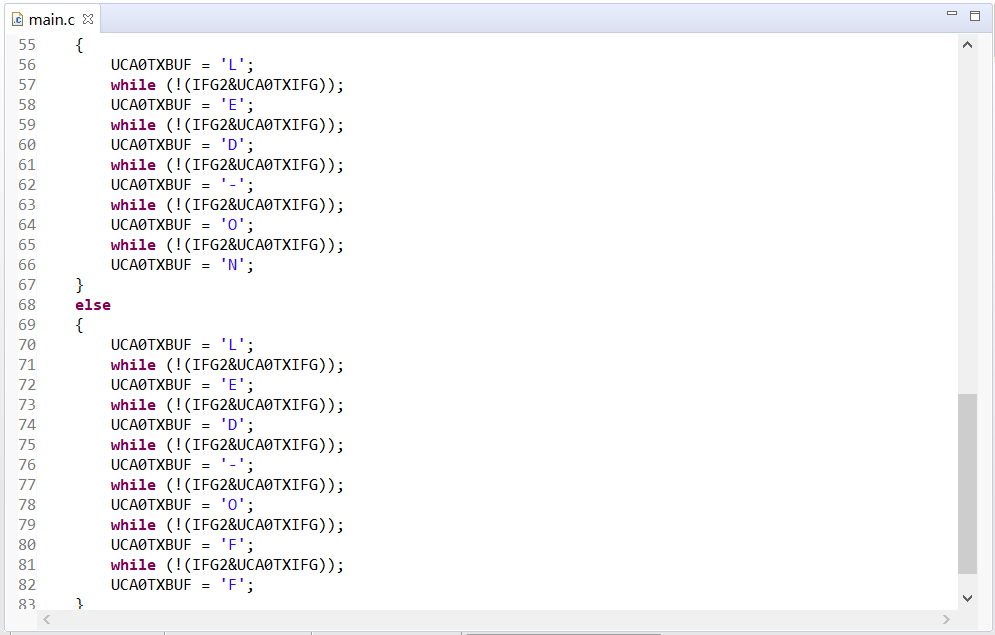 main.c
55 {
56 UCA0TXBUF = 'L';
57 while (!(IFG2&UCA0TXIFG));
58 UCA0TXBUF = 'E';
59 while (!(IFG2&UCA0TXIFG));
60 UCA0TXBUF = 'D';
61 while (!(IFG2&UCA0TXIFG));
62 UCA0TXBUF = '-';
63 while (!(IFG2&UCA0TXIFG));
64 UCA0TXBUF = 'O';
65 while (!(IFG2&UCA0TXIFG));
66 UCA0TXBUF = 'N';
67 }
68 else
69 {
70 UCA0TXBUF = 'L';
71 while (!(IFG2&UCA0TXIFG));
72 UCA0TXBUF = 'E';
73 while (!(IFG2&UCA0TXIFG));
74 UCA0TXBUF = 'D';
75 while (!(IFG2&UCA0TXIFG));
76 UCA0TXBUF = '-';
77 while (!(IFG2&UCA0TXIFG));
78 UCA0TXBUF = 'O';
79 while (!(IFG2&UCA0TXIFG));
80 UCA0TXBUF = 'F';
81 while (!(IFG2&UCA0TXIFG));
82 UCA0TXBUF = 'F';
83 }